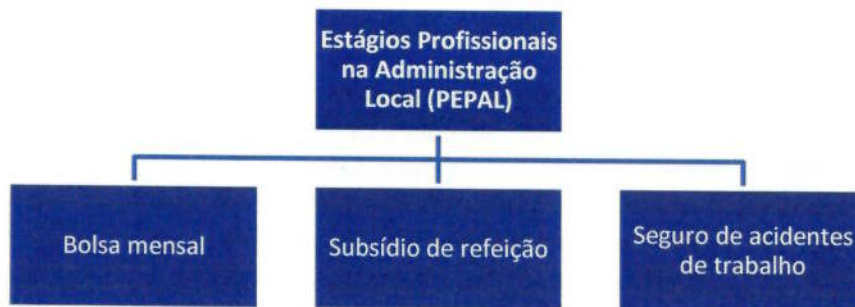 Estágios Profissionais
na Administração
Local (PEPAL)
Bolsa mensal
Subsídio de refeição
Seguro de acidentes
de trabalho